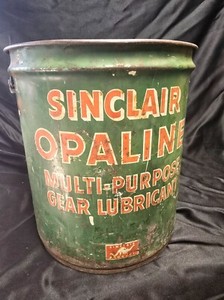 SINCLAIR
OPALINE
MULTI-PURPOSE
GEAR LUBRICANT